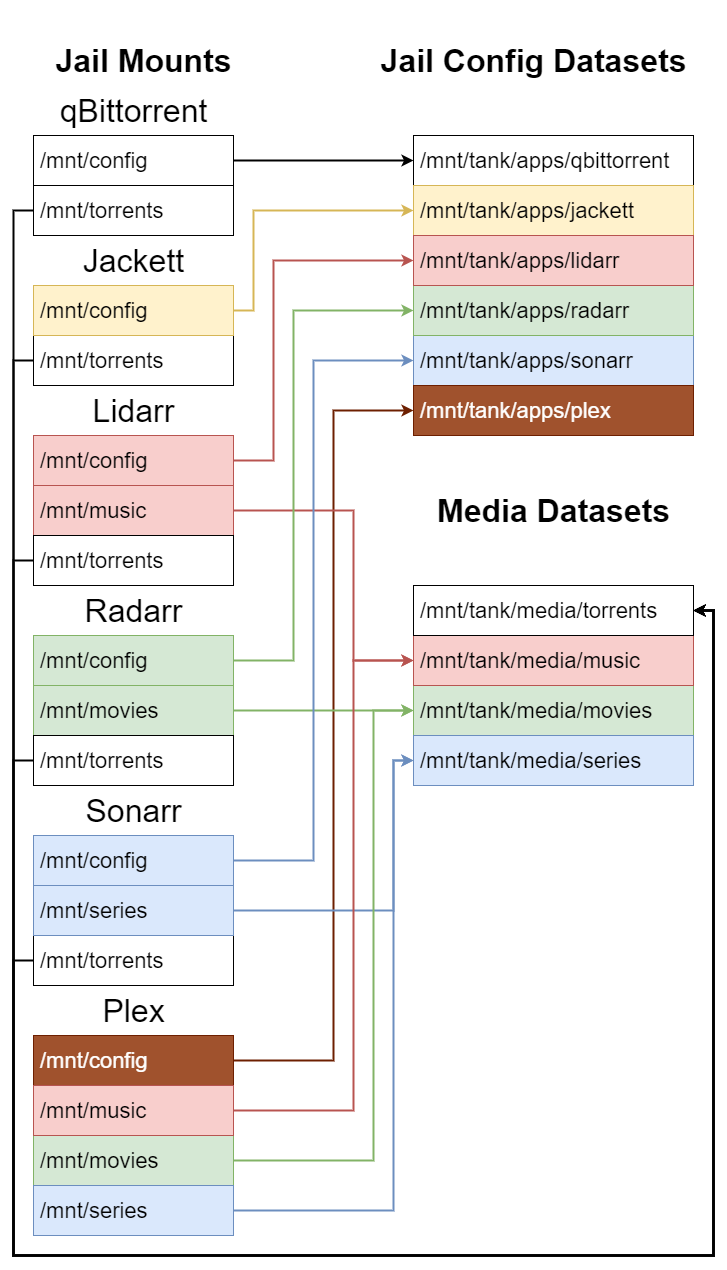 Jail Mounts
qBittorrent
/mnt/config
/mnt/torrents
Jackett
/mnt/config
/mnt/torrents
Lidarr
/mnt/config
/mnt/music
/mnt/torrents
Radarr
/mnt/config
/mnt/movies
/mnt/torrents
Sonarr
/mnt/config
/mnt/series
/mnt/torrents
Plex
/mnt/config
/mnt/music
/mnt/movies
/mnt/series
Jail Config Datasets
/mnt/tank/apps/qbittorrent
/mnt/tank/apps/jackett
/mnt/tank/apps/lidarr
/mnt/tank/apps/radarr
/mnt/tank/apps/sonarr
/mnt/tank/apps/plex
Media Datasets
/mnt/tank/media/torrents
/mnt/tank/media/music
/mnt/tank/media/movies
/mnt/tank/media/series